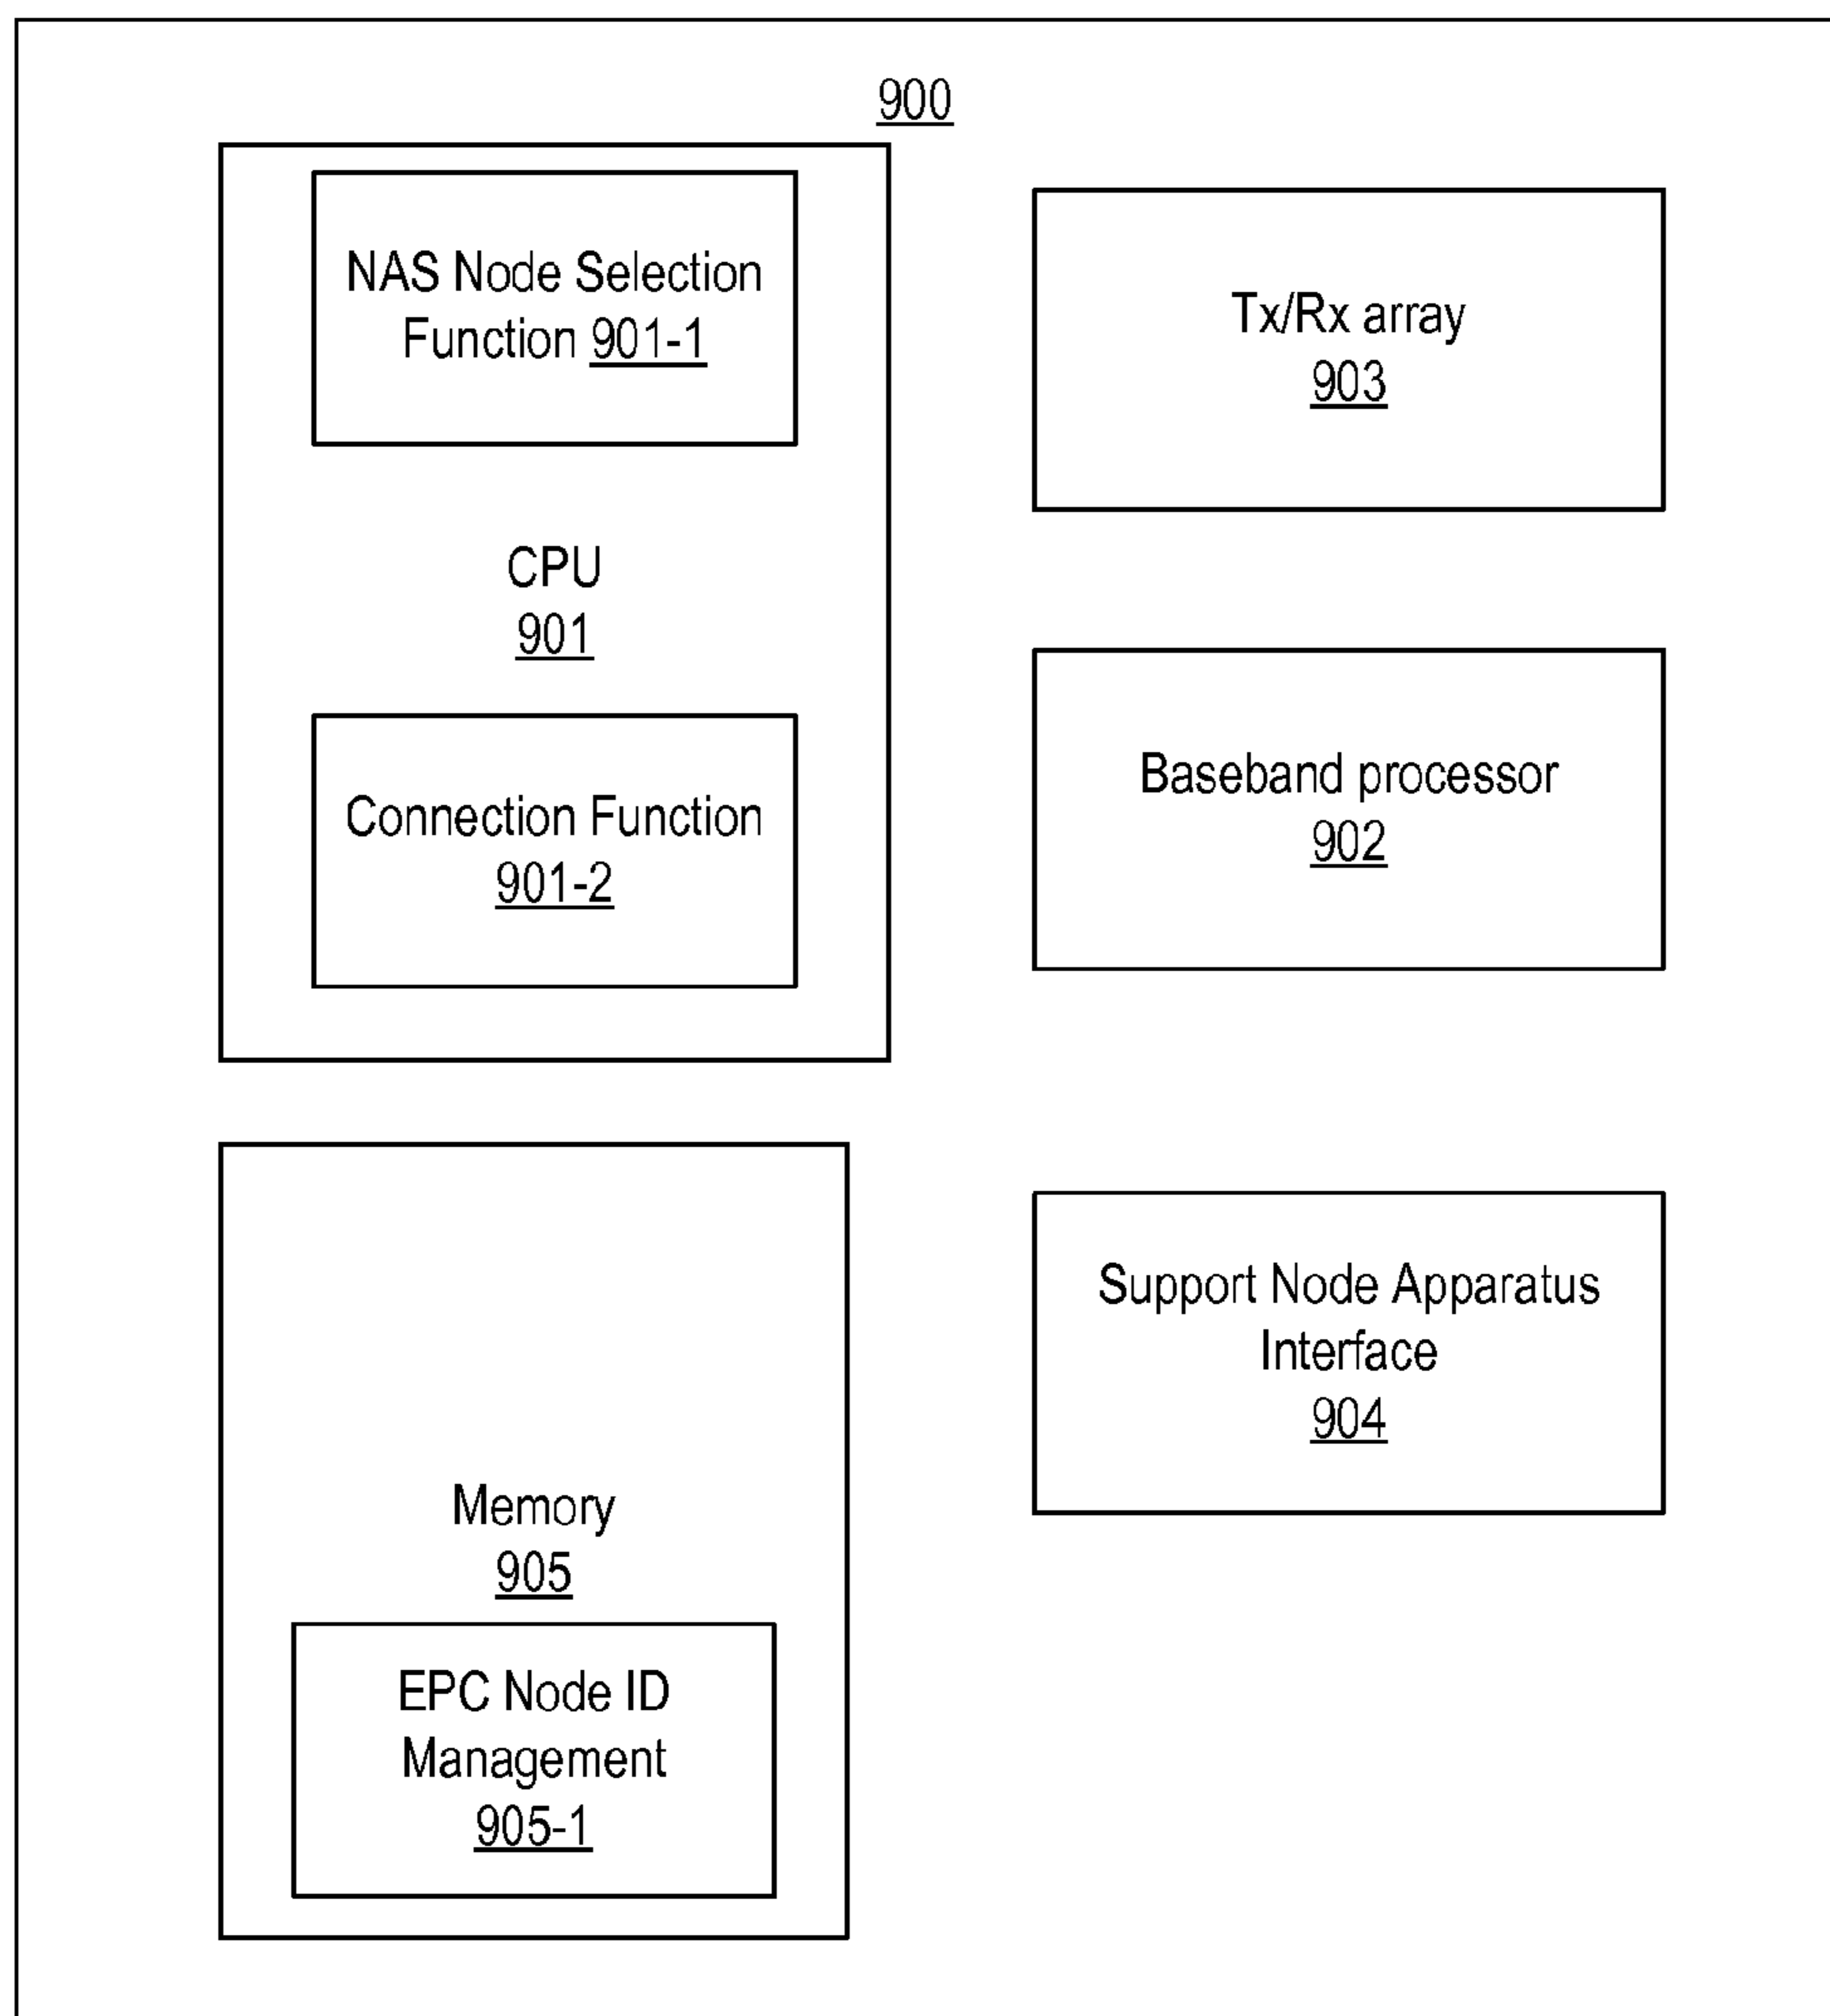 900
NAS Node Selection
Function 901-1
CPU
901
Connection Function
901-2
Tx/Rx array
903
Baseband processor
902
Memory
905
EPC Node ID
Management
905-1
Support Node Apparatus
Interface
904